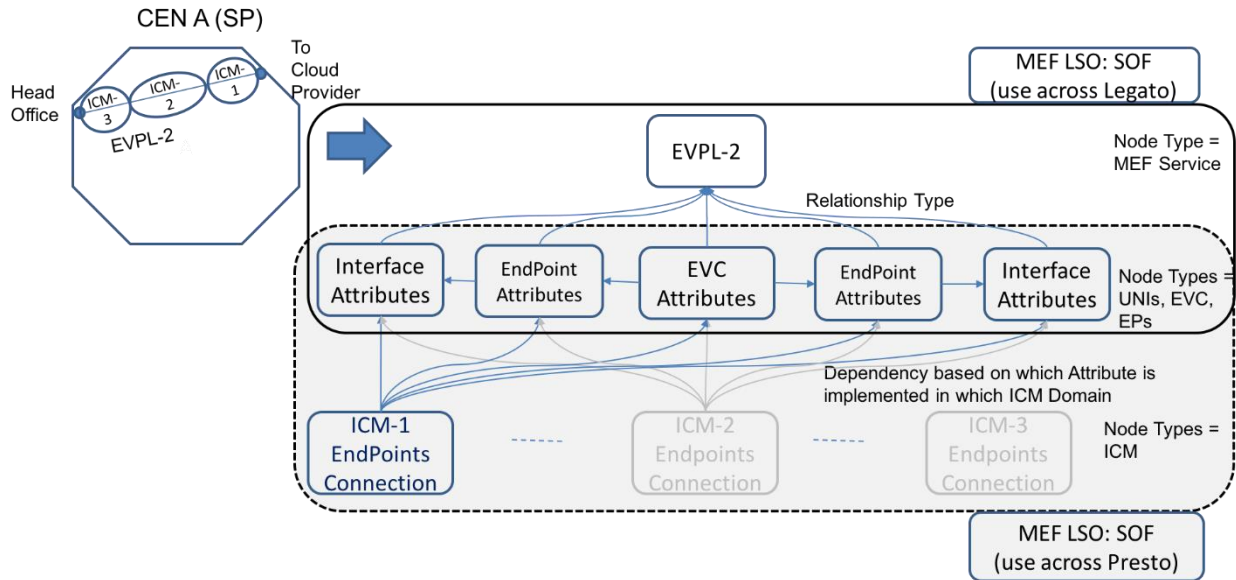 CEN A (SP)
To
Cloud
Provider
Head
Office
ICM-
1
ICM-
2
ICM-
3
EVPL-2
MEF LSO: SOF
(use across Legato)
Node Type =
MEF Service
EVPL-2
Relationship Type
Interface
Attributes
EndPoint
Attributes
EVC
Attributes
EndPoint
Attributes
Interface
Attributes
Node Types =
UNIs, EVC,
EPs
Dependency based on which Attribute is
implemented in which ICM Domain
ICM-1
EndPoints
Connection
ICM-2
Endpoints
Connection
ICM-3
Endpoints
Connection
Node Types =
ICM
MEF LSO: SOF
(use across Presto)